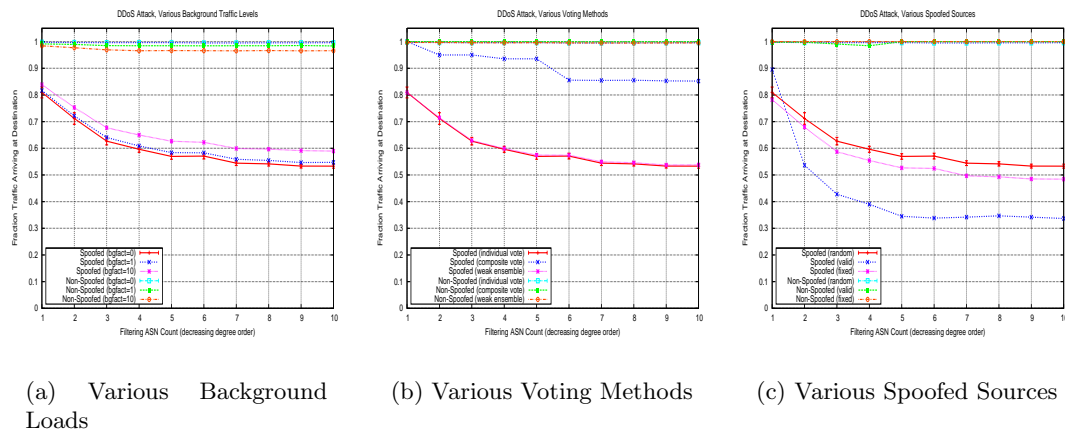 DDoS Attack, Various Background Traffic Levels
Fraction Traffic Arriving at Destination
1
0.9
0.8
0.7
0.6
0.5
0.4
0.3
0.2
0.1
0
Spoofed (bgfact=0)
Spoofed (bgfact=1)
Spoofed (bgfact=10)
Non-Spoofed (bgfact=0)
Non-Spoofed (bgfact=1)
Non-Spoofed (bgfact=10)
1 2 3 4 5 6 7 8 9 10
Filtering ASN Count (decreasing degree order)
(a) Various Background
Loads
DDoS Attack, Various Voting Methods
Fraction Traffic Arriving at Destination
1
0.9
0.8
0.7
0.6
0.5
0.4
0.3
0.2
0.1
0
Spoofed (individual vote)
Spoofed (composite vote)
Spoofed (weak ensemble)
Non-Spoofed (individual vote)
Non-Spoofed (composite vote)
Non-Spoofed (weak ensemble)
1 2 3 4 5 6 7 8 9 10
Filtering ASN Count (decreasing degree order)
(b) Various Voting Methods
DDoS Attack, Various Spoofed Sources
Fraction Traffic Arriving at Destination
1
0.9
0.8
0.7
0.6
0.5
0.4
0.3
0.2
0.1
0
Spoofed (random)
Spoofed (valid)
Spoofed (fixed)
Non-Spoofed (random)
Non-Spoofed (valid)
Non-Spoofed (fixed)
1 2 3 4 5 6 7 8 9 10
Filtering ASN Count (decreasing degree order)
(c) Various Spoofed Sources